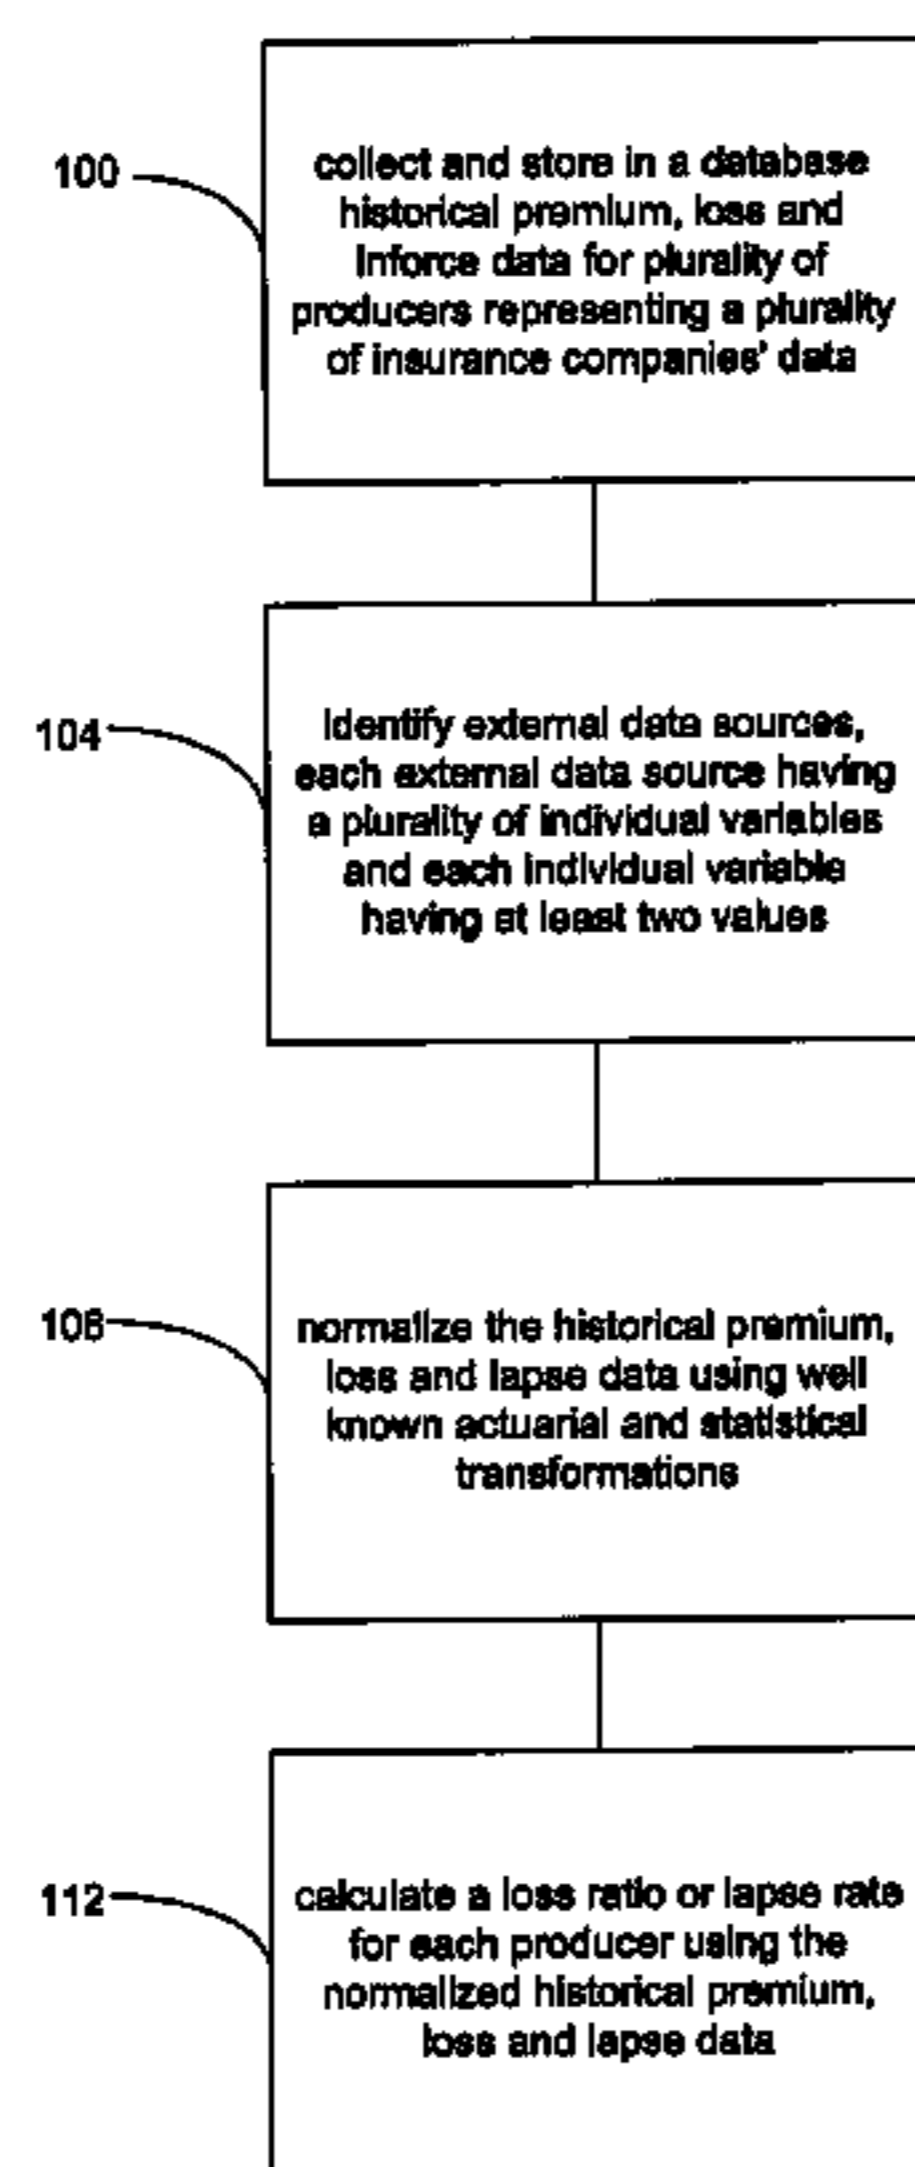 100
collect and store in a database
historical premium, loss and
inforce data for plurality of
producers representing a plurality
of insurance companies' data
104
identify external data sources,
each external data source having
a plurality of individual variables
and each individual variable
having at least two values
108
normalize the historical premium,
loss and lapse data using well
known actuarial and statistical
transformations
112
calculate a loss ratio or lapse rate
for each producer using the
normalized historical premium,
loss and lapse data